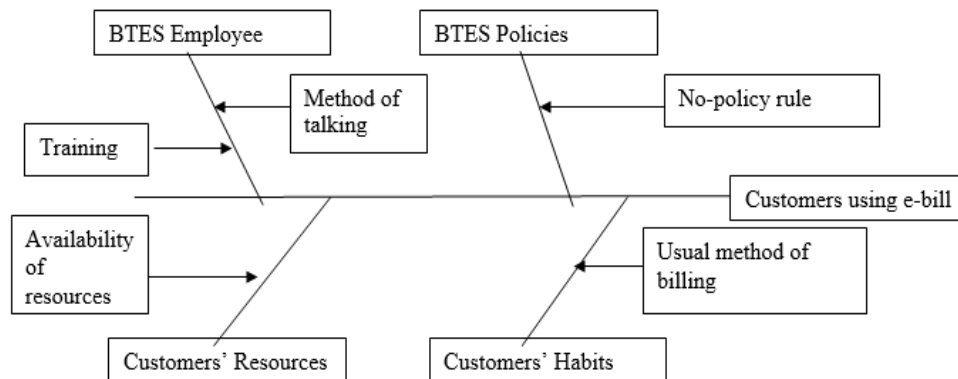 BTES Employee
BTES Policies
Method of
talking
No-policy rule
Training
Customers using e-bill
Availability
of
resources
Usual method of
billing
Customers’ Resources
Customers’ Habits